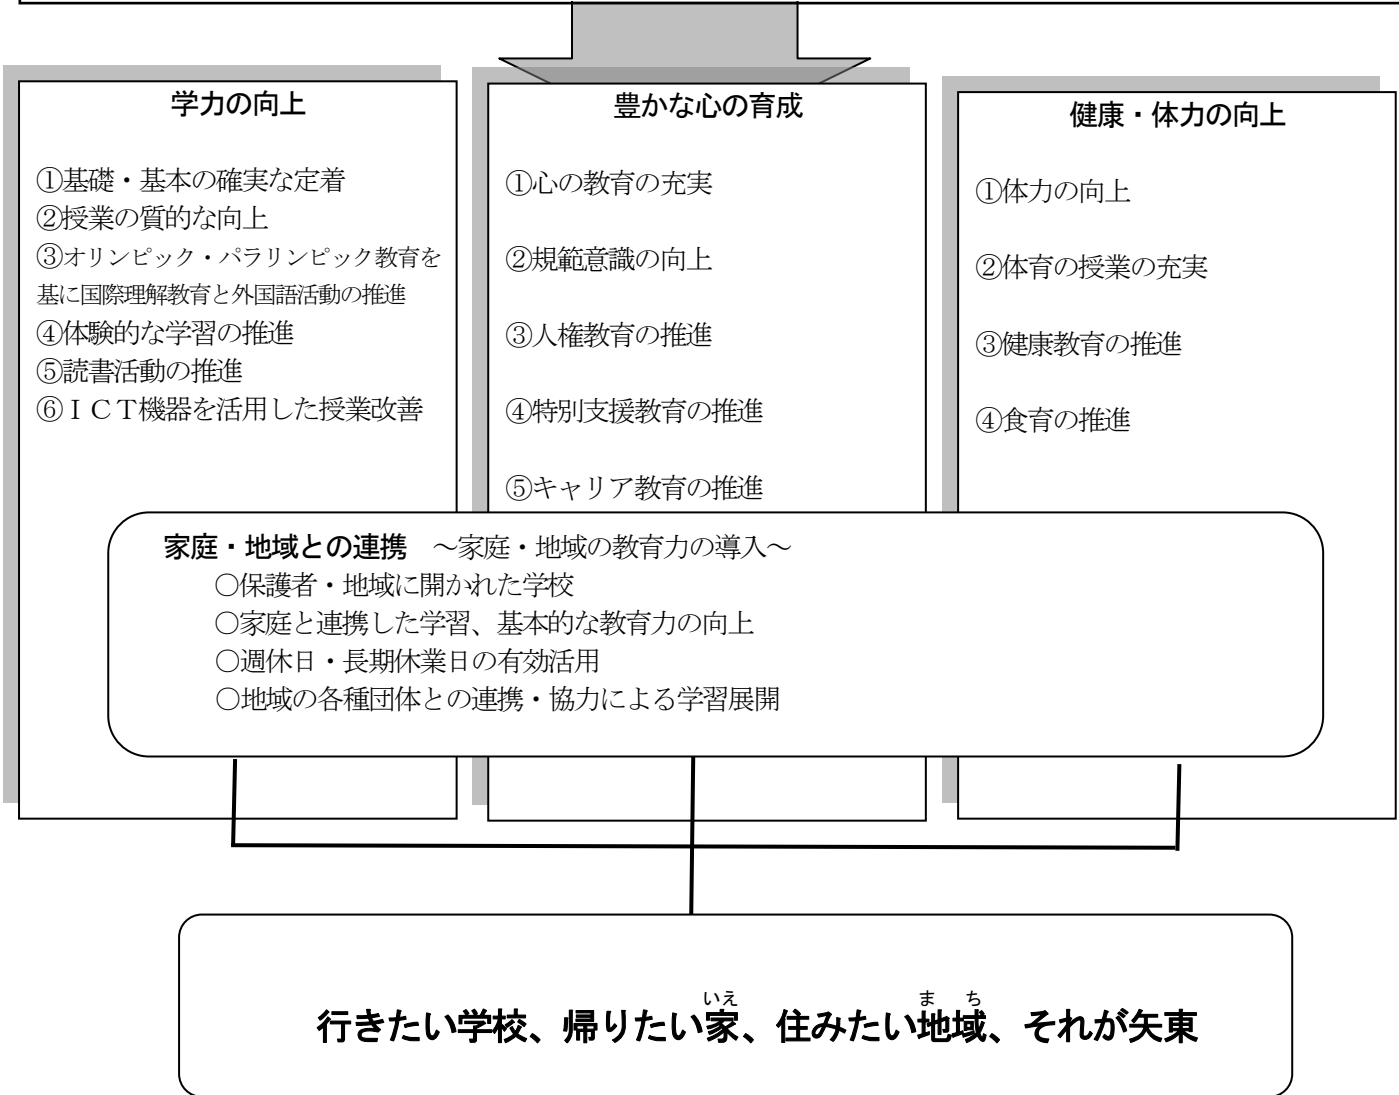 学力の向上
①基礎・基本の確実な定着
②授業の質的な向上
③オリンピック・パラリンピック教育を
基に国際理解教育と外国語活動の推進
④体験的な学習の推進
⑤読書活動の推進
⑥ＩＣＴ機器を活用した授業改善
豊かな心の育成
①心の教育の充実
②規範意識の向上
③人権教育の推進
④特別支援教育の推進
⑤キャリア教育の推進
健康・体力の向上
①体力の向上
②体育の授業の充実
③健康教育の推進
④食育の推進
家庭・地域との連携　～家庭・地域の教育力の導入～
○保護者・地域に開かれた学校
○家庭と連携した学習、基本的な教育力の向上
○週休日・長期休業日の有効活用
○地域の各種団体との連携・協力による学習展開
いえ　まち
行きたい学校、帰りたい家、住みたい地域、それが矢東